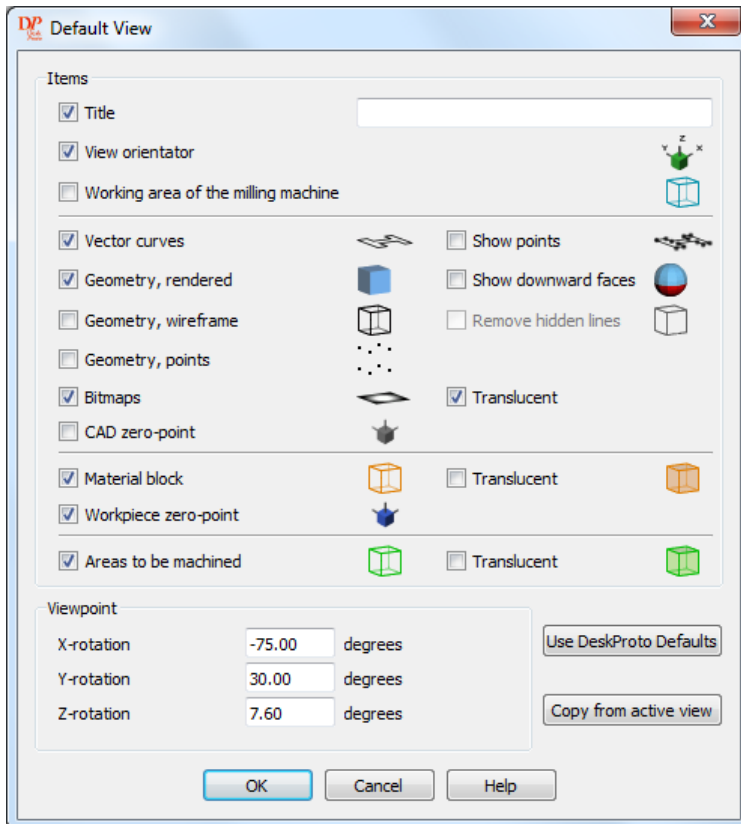 DP Default View
Items
Title
View orientator
Y Z X
Working area of the milling machine
Vector curves Show points
Geometry, rendered Show downward faces
Geometry, wireframe Remove hidden lines
Geometry, points
Bitmaps Translucent
CAD zero-point
Material block Translucent
Workpiece zero-point
Areas to be machined Translucent
Viewpoint
X-rotation -75.00 degrees Use DeskProto Defaults
Y-rotation 30.00 degrees
Z-rotation 7.60 degrees Copy from active view
OK Cancel Help